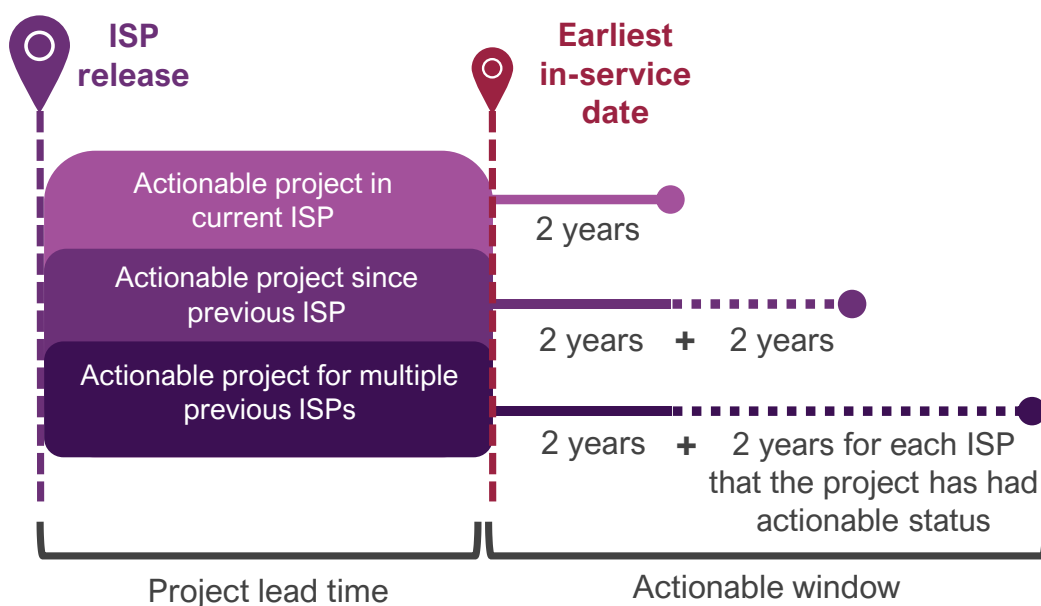 ISP
release
Earliest
in-service
date
Actionable project in
current ISP
2 years
Actionable project since
previous ISP
2 years + 2 years
Actionable project for multiple
previous ISPs
2 years + 2 years for each ISP
that the project has had
actionable status
Project lead time
Actionable window